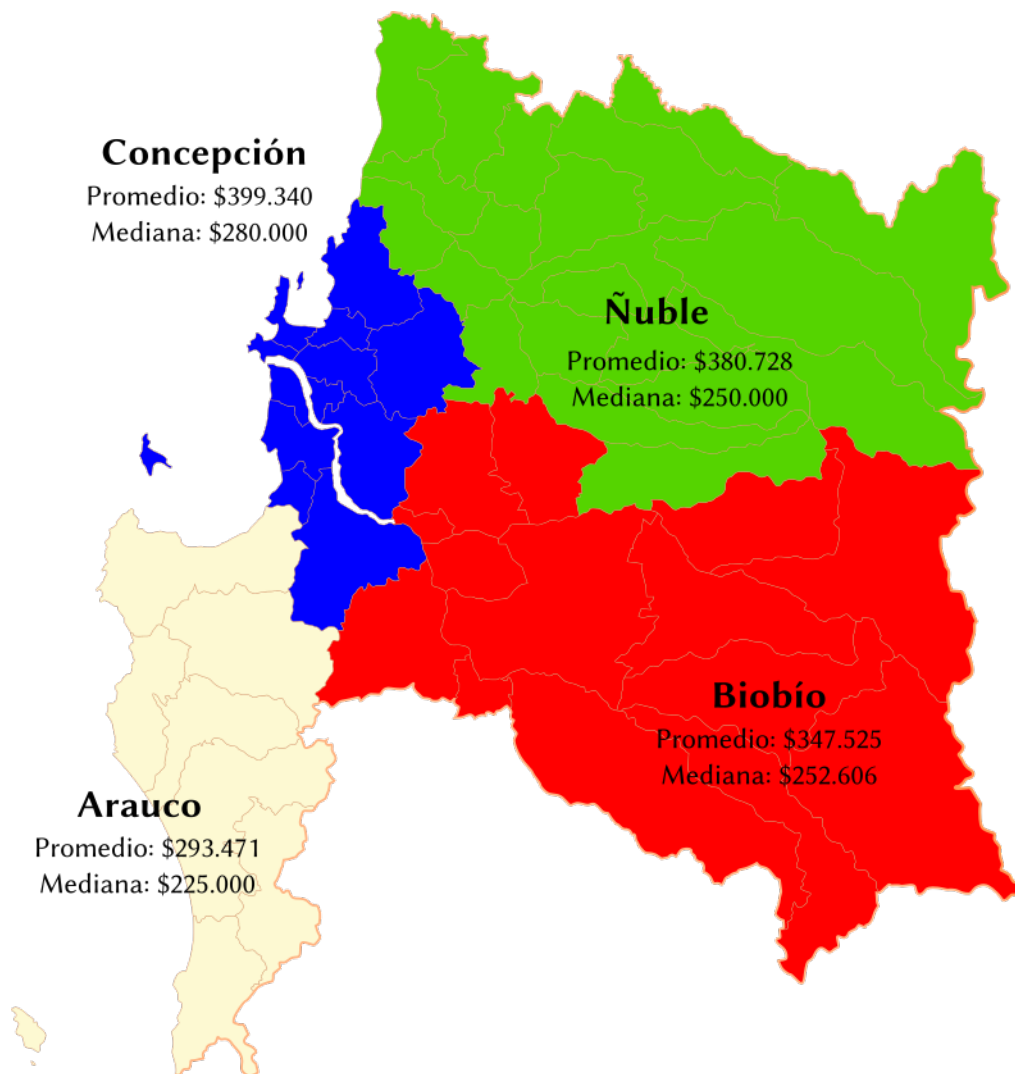 Concepción
Promedio: $399.340
Mediana: $280.000
Ñuble
Promedio: $380.728
Mediana: $250.000
Biobío
Promedio: $347.525
Mediana: $252.606
Arauco
Promedio: $293.471
Mediana: $225.000